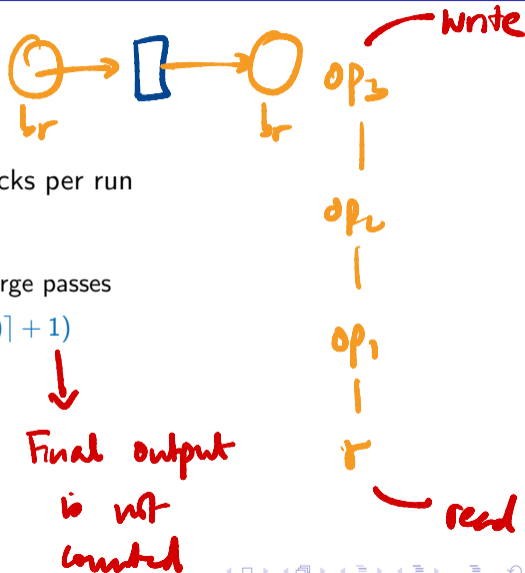 write
op3
br
br
cks per run
op2
rge passes
⌉ + 1)
op1
Final output
r
is not
read
counted